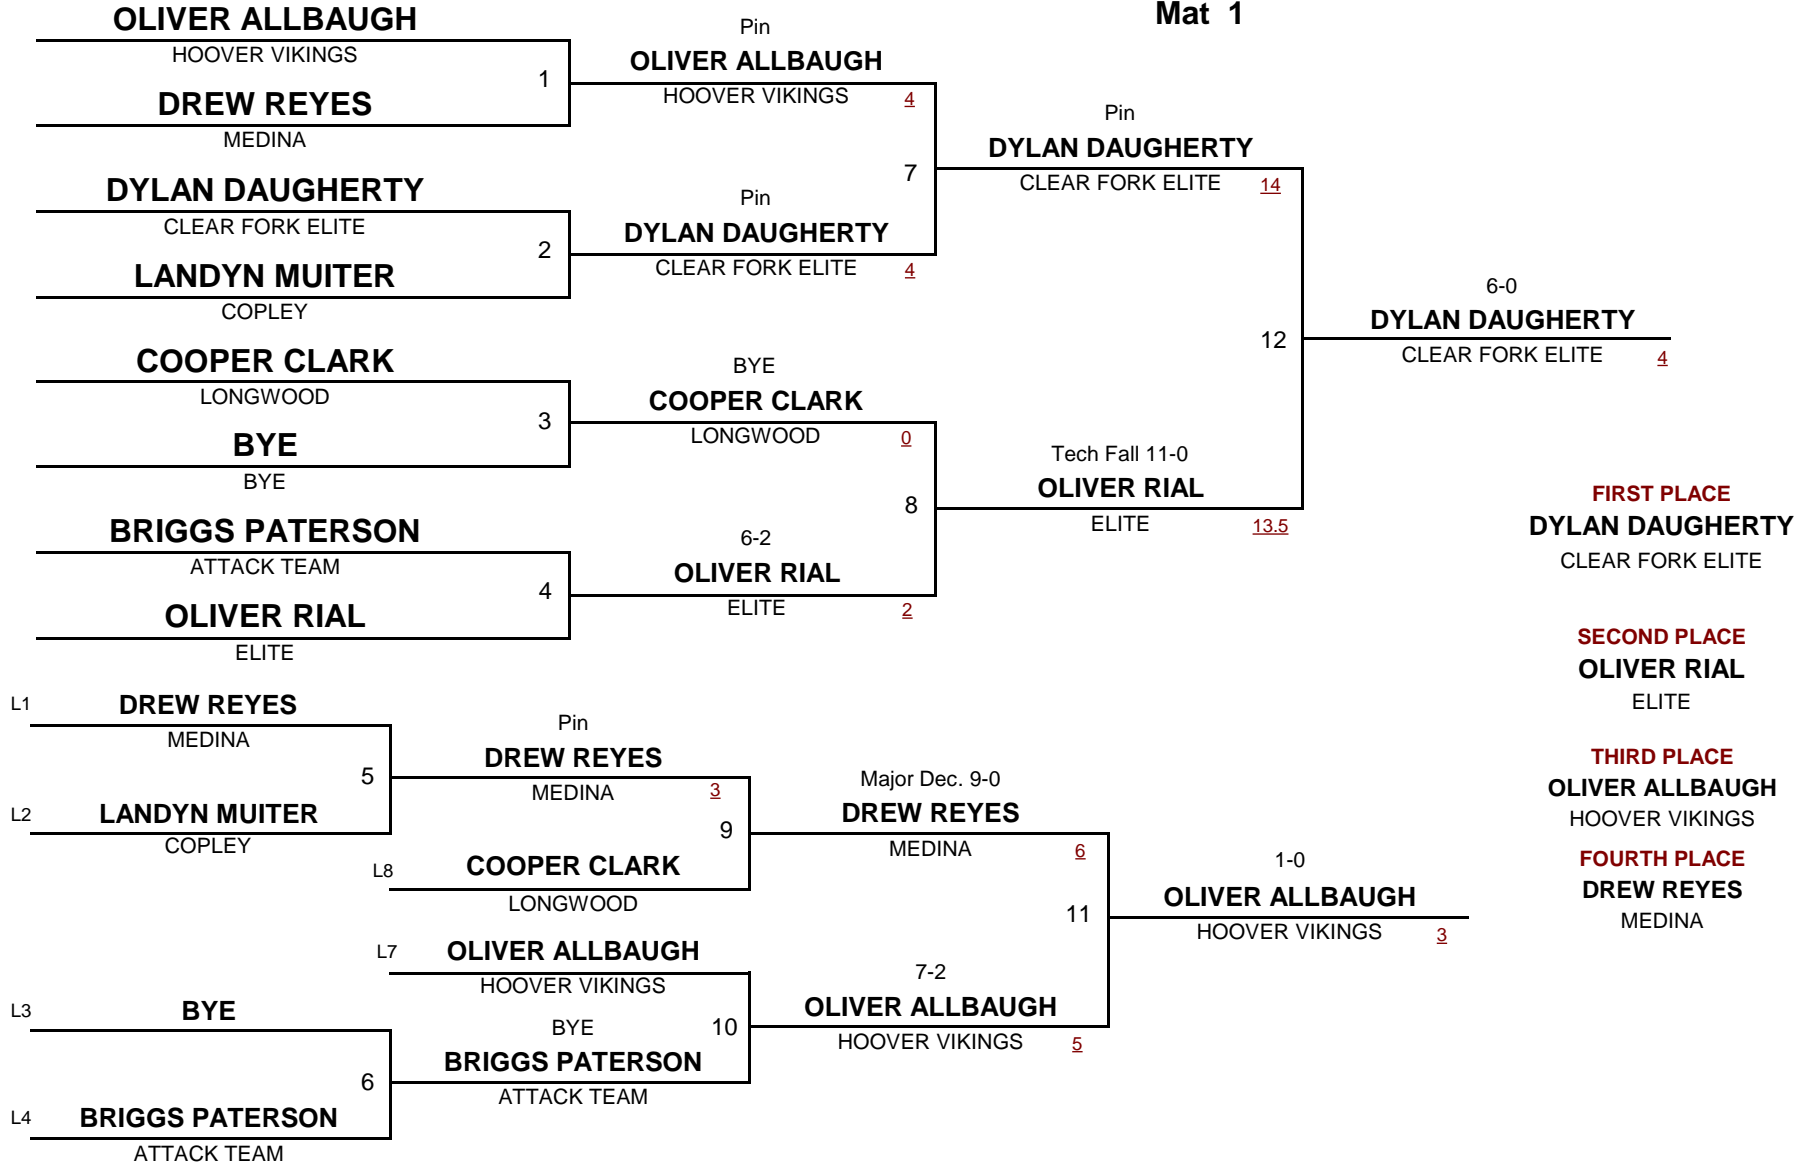 Mat 1
OLIVER ALLBAUGH
HOOVER VIKINGS
1
DREW REYES
MEDINA
DYLAN DAUGHERTY
CLEAR FORK ELITE
2
LANDYN MUITER
COPLEY
COOPER CLARK
LONGWOOD
3
BYE
BYE
BRIGGS PATERSON
ATTACK TEAM
4
OLIVER RIAL
ELITE
Pin
OLIVER ALLBAUGH
HOOVER VIKINGS 4
7
Pin
DYLAN DAUGHERTY
CLEAR FORK ELITE 4
BYE
COOPER CLARK
LONGWOOD 0
8
6-2
OLIVER RIAL
ELITE 2
Pin
DYLAN DAUGHERTY
CLEAR FORK ELITE 14
12
Tech Fall 11-0
OLIVER RIAL
ELITE 13.5
6-0
DYLAN DAUGHERTY
CLEAR FORK ELITE 4
FIRST PLACE
DYLAN DAUGHERTY
CLEAR FORK ELITE
SECOND PLACE
OLIVER RIAL
ELITE
THIRD PLACE
OLIVER ALLBAUGH
HOOVER VIKINGS
FOURTH PLACE
DREW REYES
MEDINA
L1 DREW REYES
MEDINA
5
L2 LANDYN MUITER
COPLEY
L3 BYE
6
L4 BRIGGS PATERSON
ATTACK TEAM
Pin
DREW REYES
MEDINA 3
9
L8 COOPER CLARK
LONGWOOD
L7 OLIVER ALLBAUGH
HOOVER VIKINGS
BYE 10
BRIGGS PATERSON
ATTACK TEAM
Major Dec. 9-0
DREW REYES
MEDINA 6
11
7-2
OLIVER ALLBAUGH
HOOVER VIKINGS 5
1-0
OLIVER ALLBAUGH
HOOVER VIKINGS 3